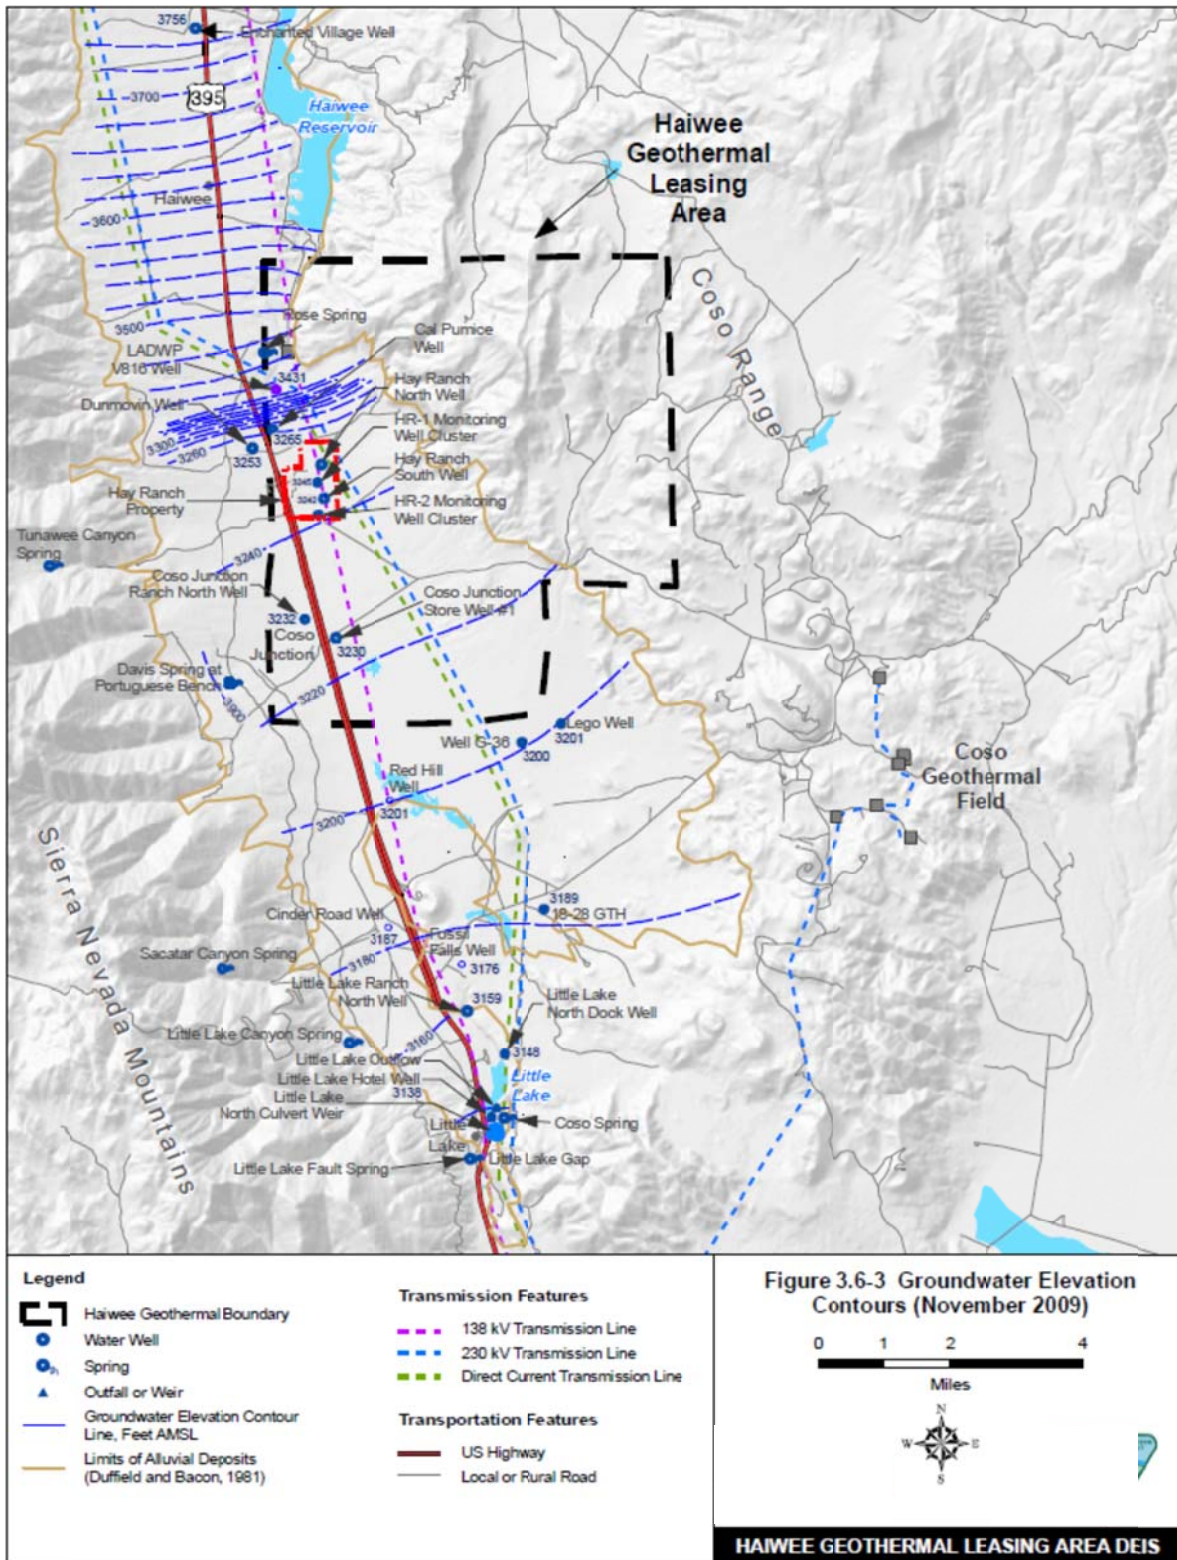 3756
Enchanted Village Well
3700
395
Haiwee
Reservoir
Haiwee
Geothermal
Leasing
Area
Haiwee
3600
Coso Range
3500
Rose Spring
LADWP
V816 Well
Cal Pumice
Well
3431
Hay Ranch
North Well
Dunmovin Well
HR-1 Monitoring
Well Cluster
3300
3265
3260
3253
Hay Ranch
South Well
3245
3242
Hay Ranch
Property
HR-2 Monitoring
Well Cluster
Tunawee Canyon
Spring
3240
Coso Junction
Ranch North Well
Coso Junction
Store Well #1
3232
Coso
Junction
3230
Davis Spring at
Portuguese Bench
3900
3220
Lego Well
3201
Well G-36
3200
Coso
Geothermal
Field
Red Hill
Well
3201
3200
Sierra Nevada Mountains
3189
18-28 GTH
Cinder Road Well
3187
Fossil
Falls Well
3180
3176
Sacatar Canyon Spring
Little Lake Ranch
North Well
3159
Little Lake
North Dock Well
Little Lake Canyon Spring
3160
3148
Little Lake Outflow
Little Lake Hotel Well
Little
Lake
Little Lake
North Culvert Weir
3138
Little
Lake
Coso Spring
Little Lake Fault Spring
Little Lake Gap
Legend
Haiwee Geothermal Boundary
Water Well
Spring
Outfall or Weir
Groundwater Elevation Contour
Line, Feet AMSL
Limits of Alluvial Deposits
(Duffield and Bacon, 1981)
Transmission Features
138 kV Transmission Line
230 kV Transmission Line
Direct Current Transmission Line
Transportation Features
US Highway
Local or Rural Road
Figure 3.6-3 Groundwater Elevation
Contours (November 2009)
0 1 2 4
Miles
N
W E
S
HAIWEE GEOTHERMAL LEASING AREA DEIS